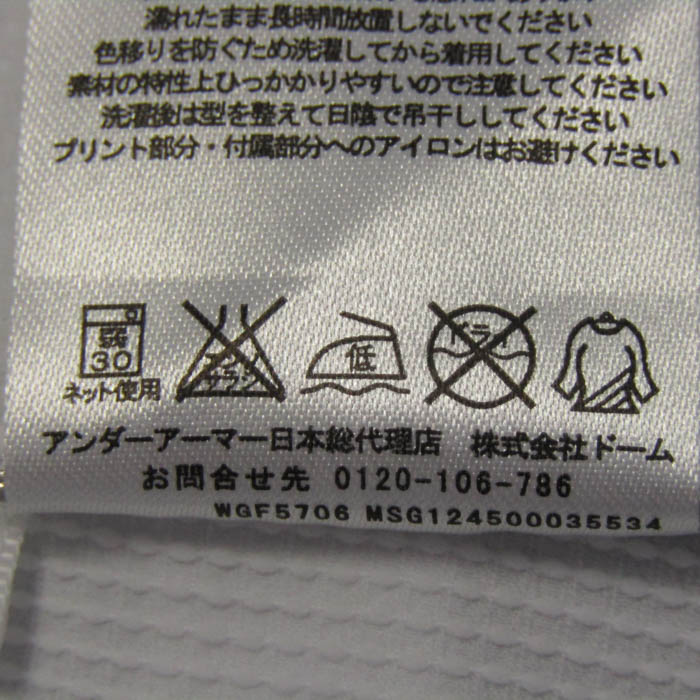 濡れたまま長時間放置しないでください
色移りを防ぐため洗濯してから着用してください
素材の特性上ひっかかりやすいので注意してください
洗濯後は型を整えて日陰で吊干ししてください
プリント部分・付属部分へのアイロンはお避けください
弱
30
ネット使用
エンソ
サラシ
低
ドライ
アンダーアーマー日本総代理店 株式会社ドーム
お問合せ先 0120-106-786
WGF5706 MSG124500035534